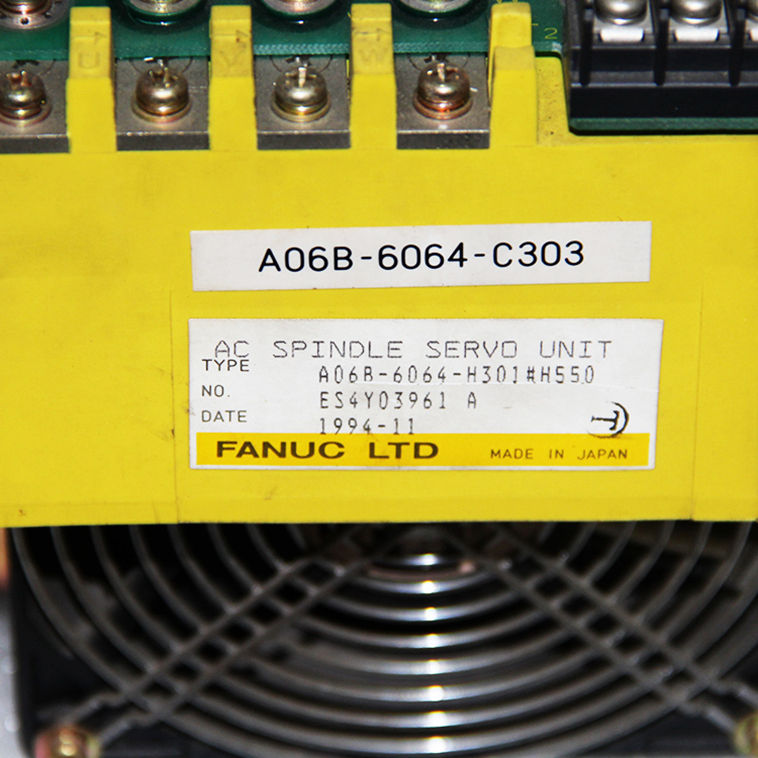 U
V
W
2
A06B-6064-C303
AC SPINDLE SERVO UNIT
TYPE A06B-6064-H301#H550
NO. ES4Y03961 A
DATE 1994-11
FANUC LTD MADE IN JAPAN